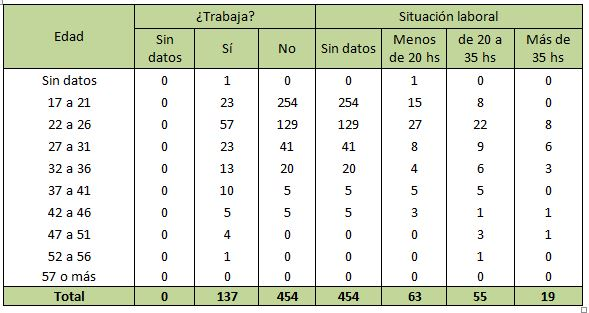 Edad ¿Trabaja? Situación laboral
Sin datos Sí No Sin datos Menos de 20 hs de 20 a 35 hs Más de 35 hs
Sin datos 0 1 0 0 1 0 0
17 a 21 0 23 254 254 15 8 0
22 a 26 0 57 129 129 27 22 8
27 a 31 0 23 41 41 8 9 6
32 a 36 0 13 20 20 4 6 3
37 a 41 0 10 5 5 5 5 0
42 a 46 0 5 5 5 3 1 1
47 a 51 0 4 0 0 0 3 1
52 a 56 0 1 0 0 0 1 0
57 o más 0 0 0 0 0 0 0
Total 0 137 454 454 63 55 19